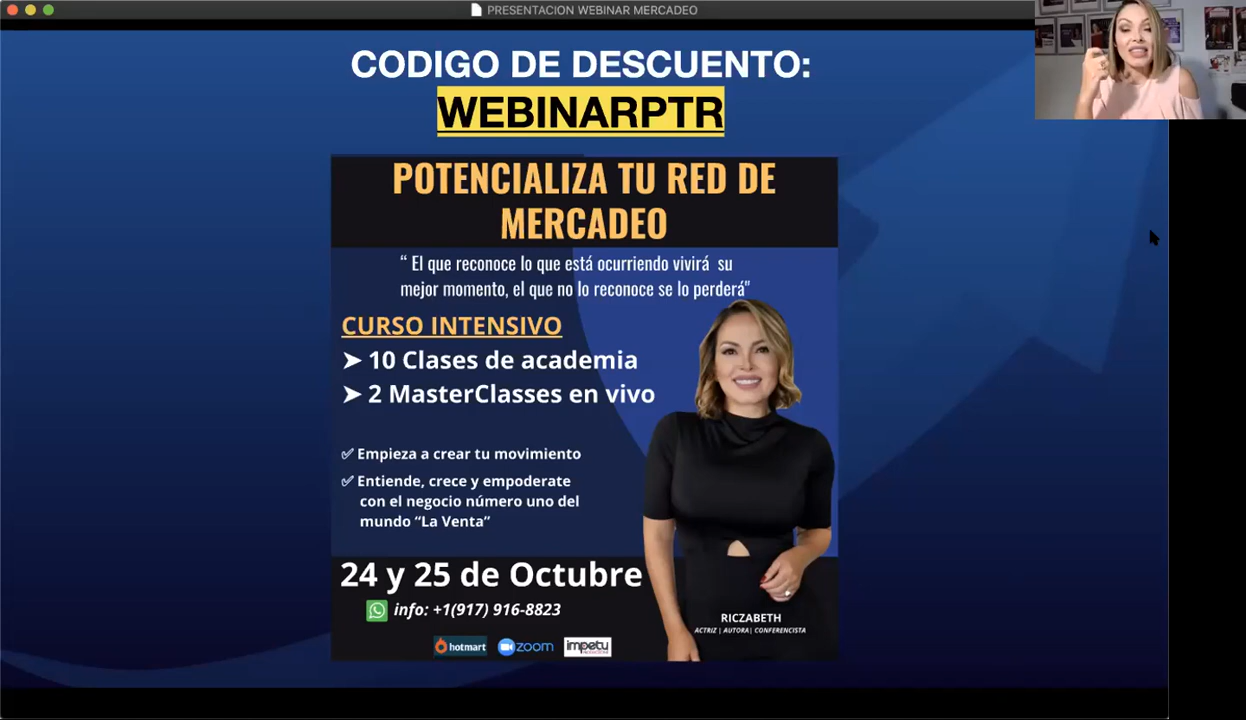 PRESENTACION WEBINAR MERCADEO
CODIGO DE DESCUENTO:
WEBINARPTR
POTENCIALIZA TU RED DE
MERCADEO
“ El que reconoce lo que está ocurriendo vivirá su
mejor momento, el que no lo reconoce se lo perderá"
CURSO INTENSIVO
➤ 10 Clases de academia
➤ 2 MasterClasses en vivo
✅ Empieza a crear tu movimiento
✅ Entiende, crece y empoderate
con el negocio número uno del
mundo “La Venta”
24 y 25 de Octubre
info: +1(917) 916-8823
RICZABETH
ACTRIZ | AUTORA| CONFERENCISTA
hotmart zoom impetu